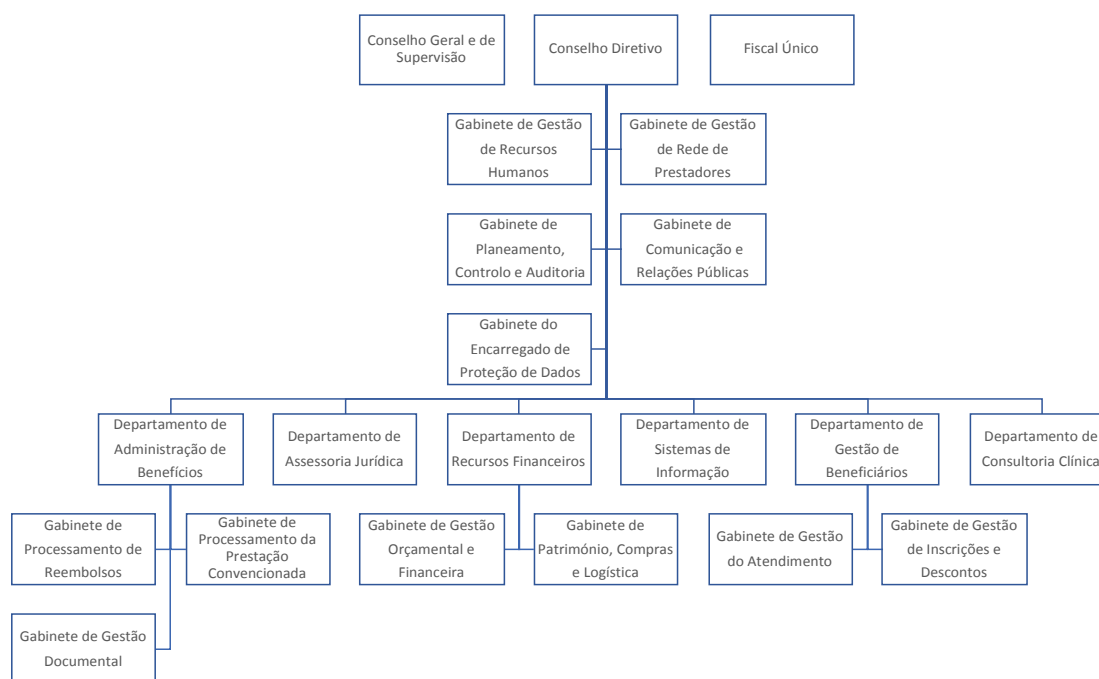 Conselho Geral e de
Supervisão
Conselho Diretivo
Fiscal Único
Gabinete de Gestão
de Recursos
Humanos
Gabinete de Gestão
de Rede de
Prestadores
Gabinete de
Planeamento,
Controlo e Auditoria
Gabinete de
Comunicação e
Relações Públicas
Gabinete do
Encarregado de
Proteção de Dados
Departamento de
Administração de
Benefícios
Departamento de
Assessoria Jurídica
Departamento de
Recursos Financeiros
Departamento de
Sistemas de
Informação
Departamento de
Gestão de
Beneficiários
Departamento de
Consultoria Clínica
Gabinete de
Processamento de
Reembolsos
Gabinete de
Processamento da
Prestação
Convencionada
Gabinete de Gestão
Orçamental e
Financeira
Gabinete de
Património, Compras
e Logística
Gabinete de Gestão
do Atendimento
Gabinete de Gestão
de Inscrições e
Descontos
Gabinete de Gestão
Documental